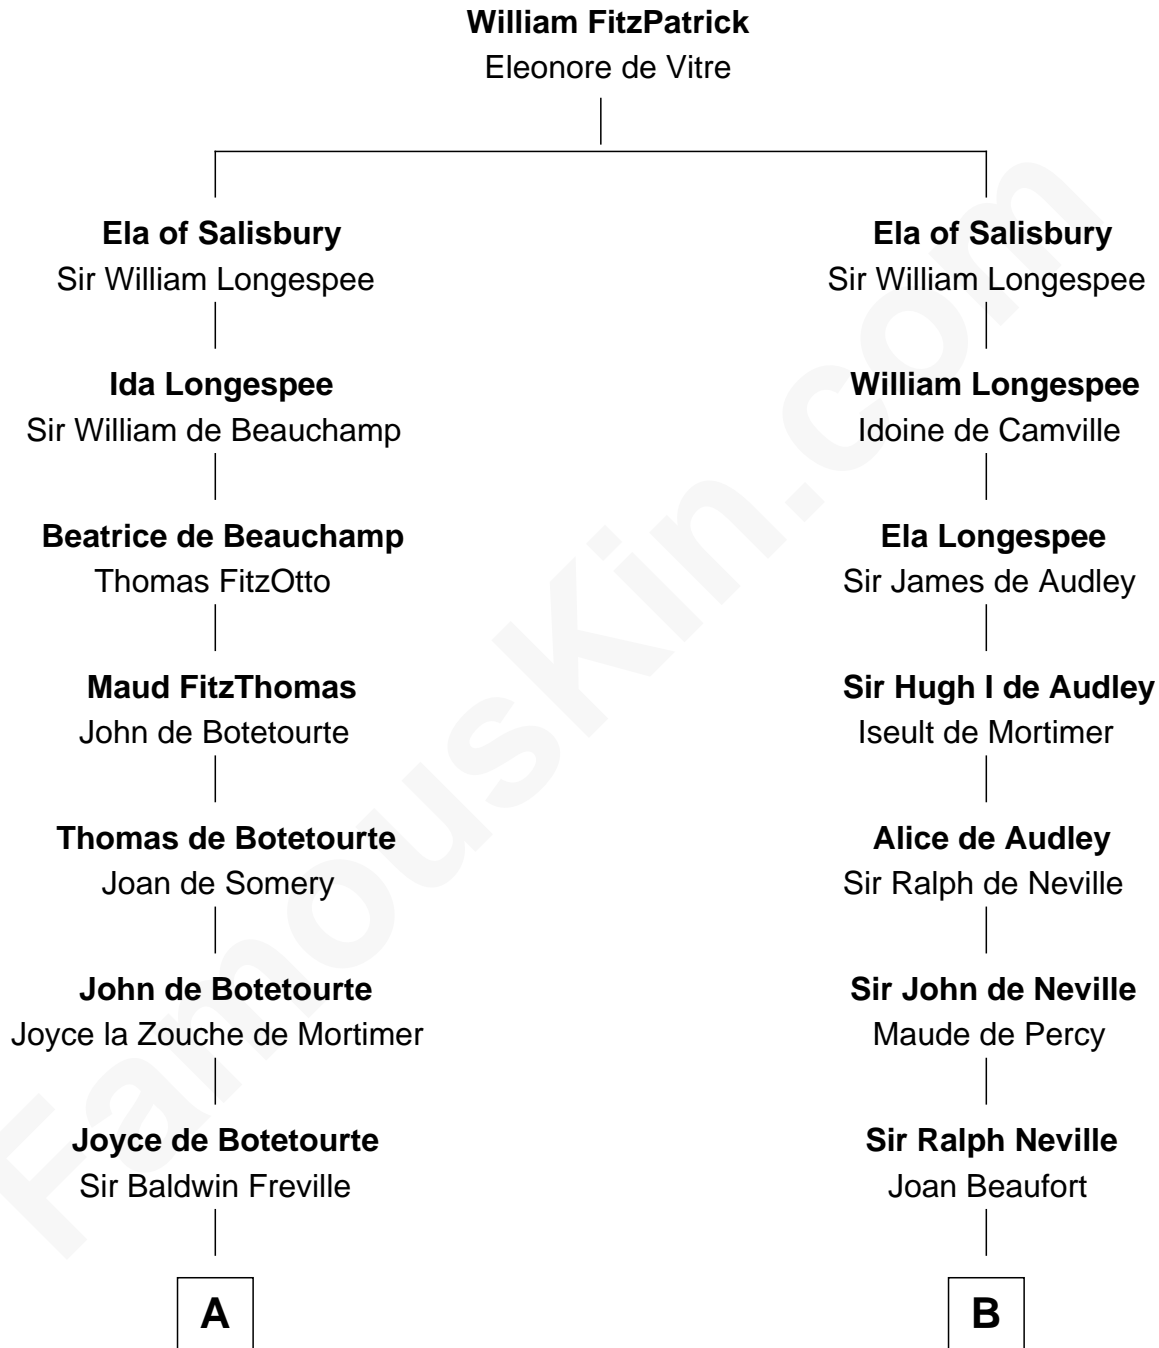 William FitzPatrick
Eleonore de Vitre
Ela of Salisbury
Sir William Longespee
Ida Longespee
Sir William de Beauchamp
Beatrice de Beauchamp
Thomas FitzOtto
Maud FitzThomas
John de Botetourte
Thomas de Botetourte
Joan de Somery
John de Botetourte
Joyce la Zouche de Mortimer
Joyce de Botetourte
Sir Baldwin Freville
A
Ela of Salisbury
Sir William Longespee
William Longespee
Idoine de Camville
Ela Longespee
Sir James de Audley
Sir Hugh I de Audley
Iseult de Mortimer
Alice de Audley
Sir Ralph de Neville
Sir John de Neville
Maude de Percy
Sir Ralph Neville
Joan Beaufort
B
FamousKin.com